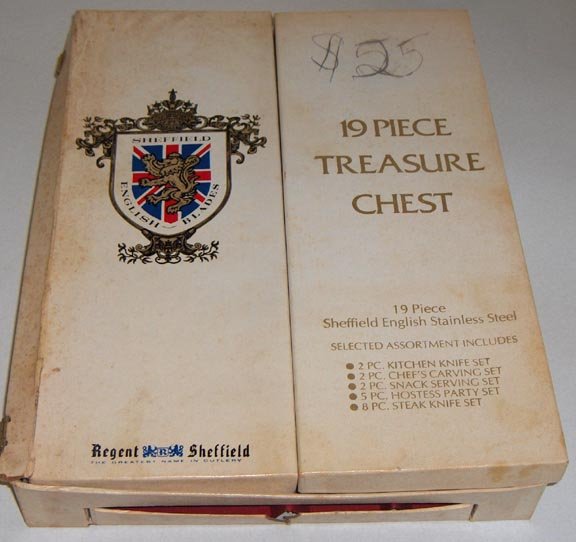 SHEFFIELD
ENGLISH BLADES
Regent R Sheffield
THE GREATEST NAME IN CUTLERY
$25
19 PIECE
TREASURE
CHEST
19 Piece
Sheffield English Stainless Steel
SELECTED ASSORTMENT INCLUDES
● 2 PC. KITCHEN KNIFE SET
● 2 PC. CHEF'S CARVING SET
● 2 PC. SNACK SERVING SET
● 5 PC. HOSTESS PARTY SET
● 8 PC. STEAK KNIFE SET